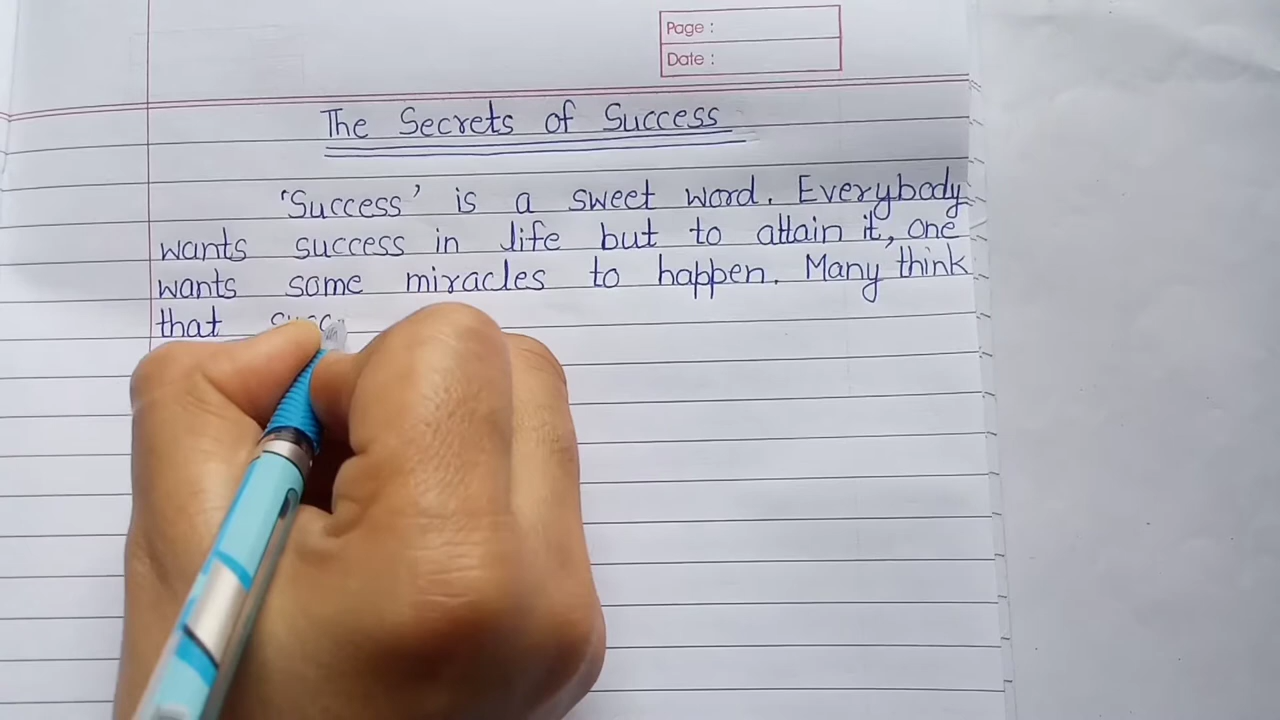 Page :
Date :
The Secrets of Success
'Success' is a sweet word. Everybody
wants success in life but to attain it, one
wants some miracles to happen. Many think
that succ